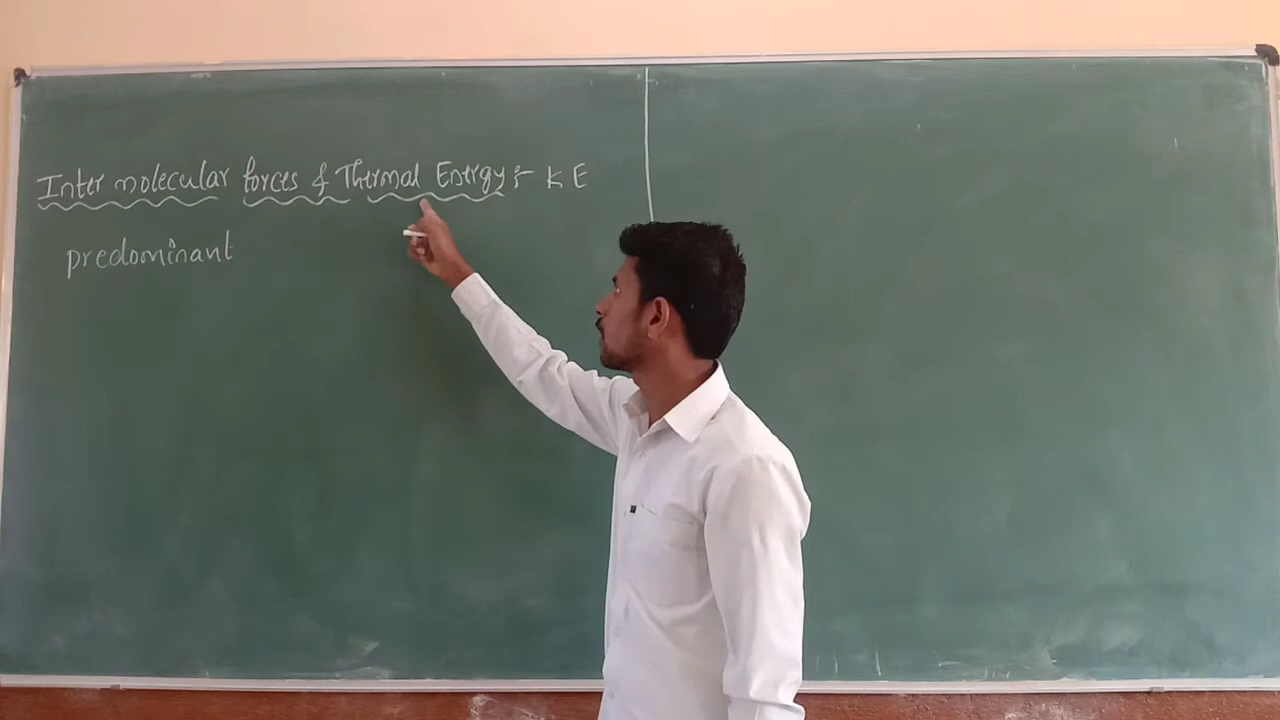 Inter molecular forces & Thermal Energy :- K E
predominant